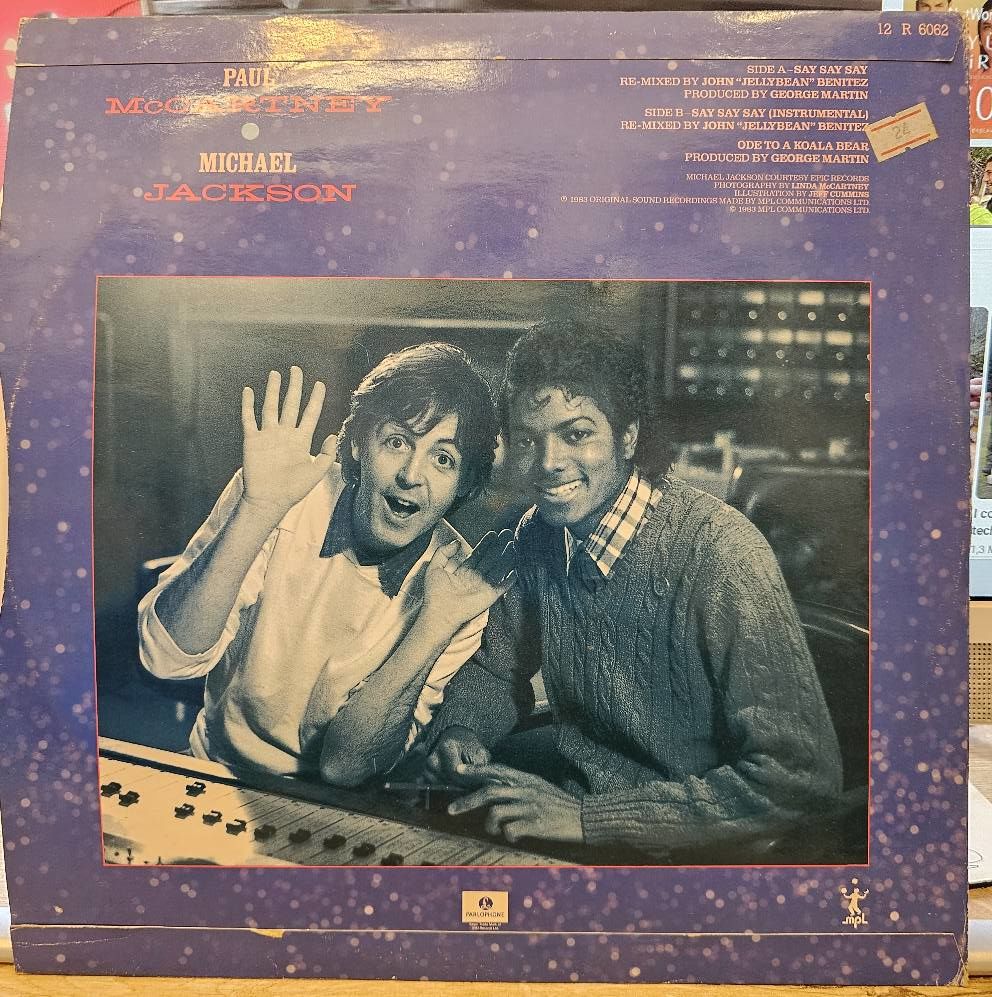 12 R 6062
PAUL
McCARTNEY
MICHAEL
JACKSON
SIDE A–SAY SAY SAY
RE-MIXED BY JOHN "JELLYBEAN" BENITEZ
PRODUCED BY GEORGE MARTIN
SIDE B–SAY SAY SAY (INSTRUMENTAL)
RE-MIXED BY JOHN "JELLYBEAN" BENITEZ
ODE TO A KOALA BEAR
PRODUCED BY GEORGE MARTIN
MICHAEL JACKSON COURTESY EPIC RECORDS
PHOTOGRAPHY BY LINDA McCARTNEY
ILLUSTRATION BY JEFF CUMMINS
℗ 1983 ORIGINAL SOUND RECORDINGS MADE BY MPL COMMUNICATIONS LTD.
© 1983 MPL COMMUNICATIONS LTD.
PARLOPHONE
mpL